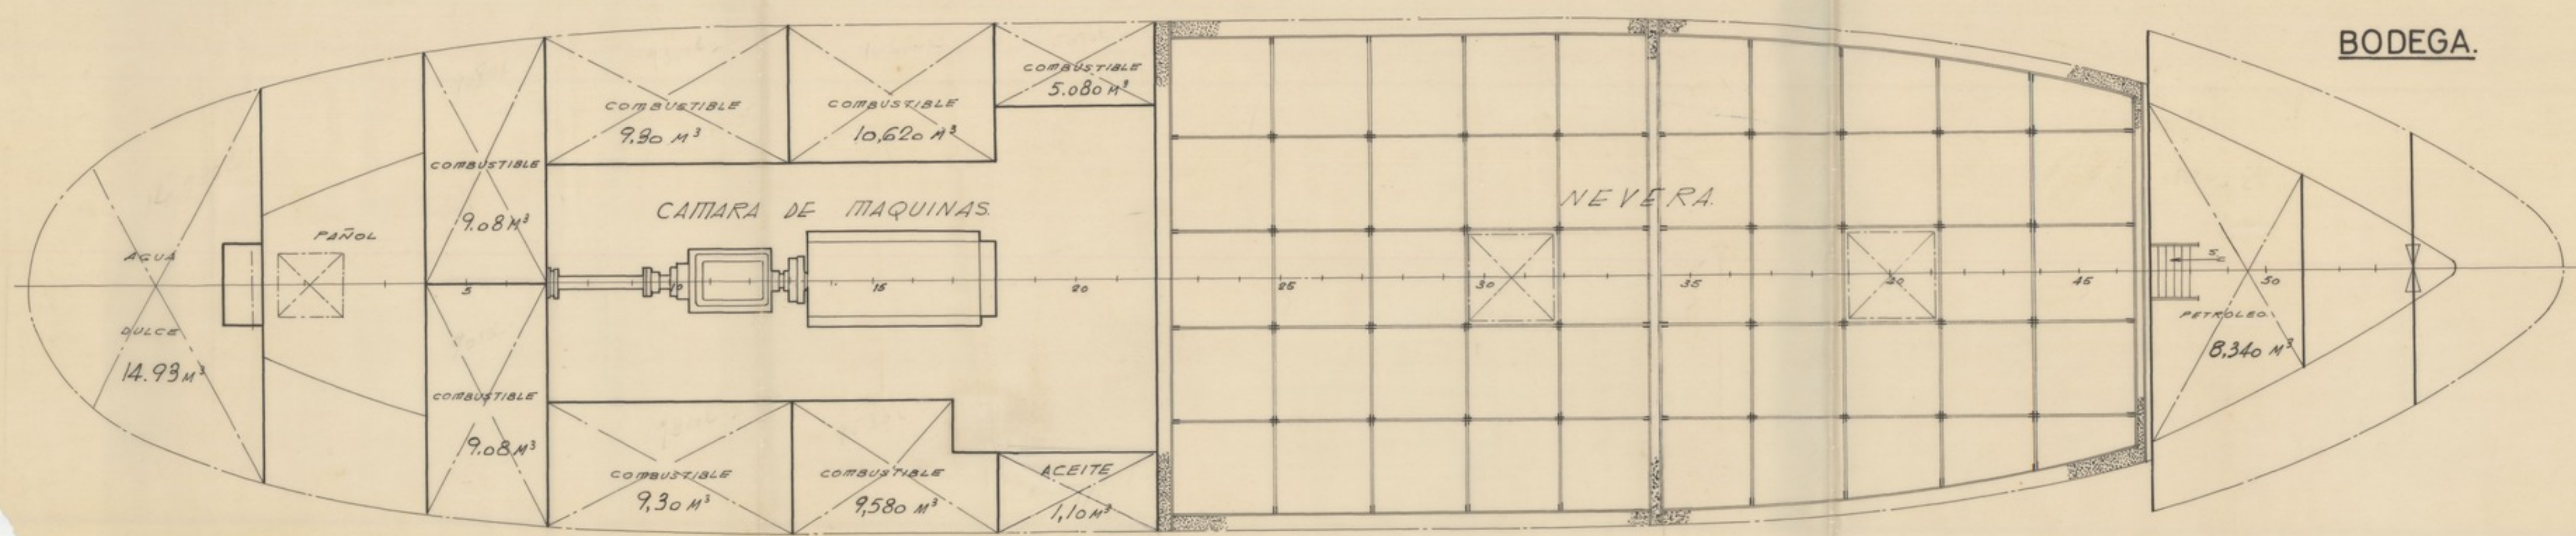 BODEGA.
COMBUSTIBLE
5.080 M³
COMBUSTIBLE
9,30 M³
COMBUSTIBLE
10,620 M³
COMBUSTIBLE
9.08 M³
CAMARA DE MAQUINAS.
NEVERA.
PAÑOL
AGUA
DULCE
14.93 M³
5
10
15
20
25
30
35
40
45
50
PETROLEO.
8,340 M³
COMBUSTIBLE
9.08 M³
COMBUSTIBLE
9,30 M³
COMBUSTIBLE
9,580 M³
ACEITE
1,10 M³